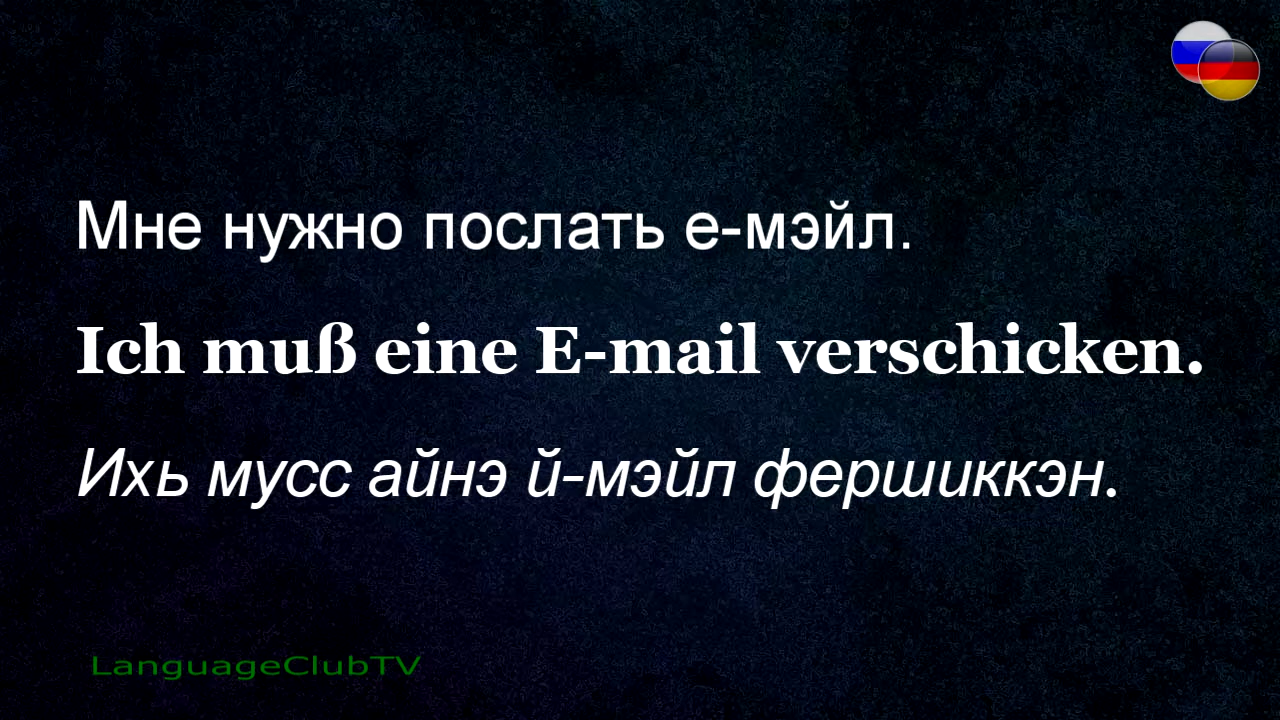 Мне нужно послать е-мэйл.
Ich muß eine E-mail verschicken.
Ихь мусс айнэ й-мэйл фершиккэн.
LanguageClubTV